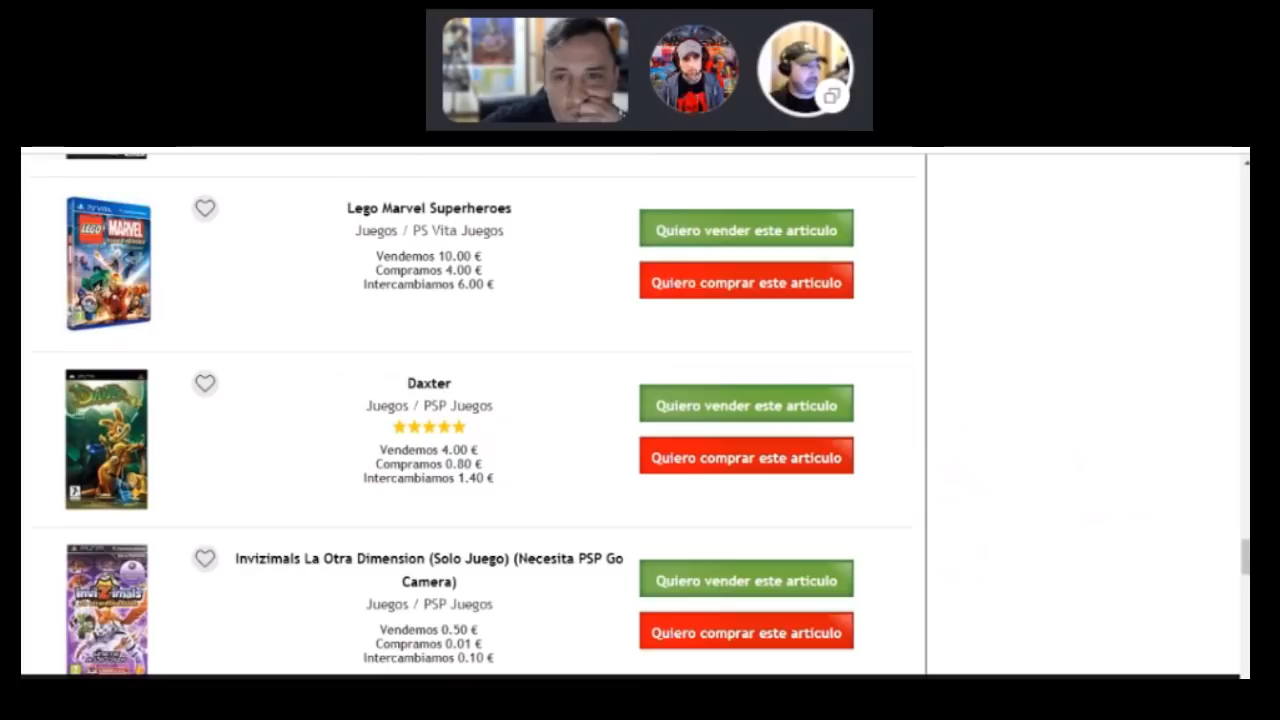 Lego Marvel Superheroes
Juegos / PS Vita Juegos
Vendemos 10.00 €
Compramos 4.00 €
Intercambiamos 6.00 €
Quiero vender este articulo
Quiero comprar este articulo
LEGO MARVEL
Daxter
Juegos / PSP Juegos
Vendemos 4.00 €
Compramos 0.80 €
Intercambiamos 1.40 €
Quiero vender este articulo
Quiero comprar este articulo
Invizimals La Otra Dimension (Solo Juego) (Necesita PSP Go
Camera)
Juegos / PSP Juegos
Vendemos 0.50 €
Compramos 0.01 €
Intercambiamos 0.10 €
Quiero vender este articulo
Quiero comprar este articulo